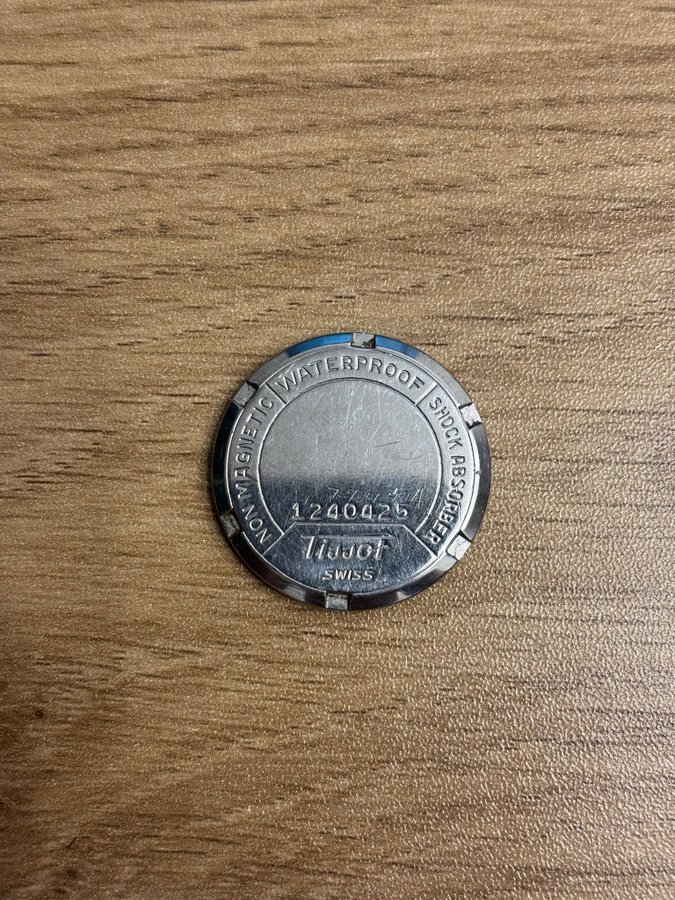 WATERPROOF
NON MAGNETIC
SHOCK ABSORBER
1240425
Tissot
SWISS